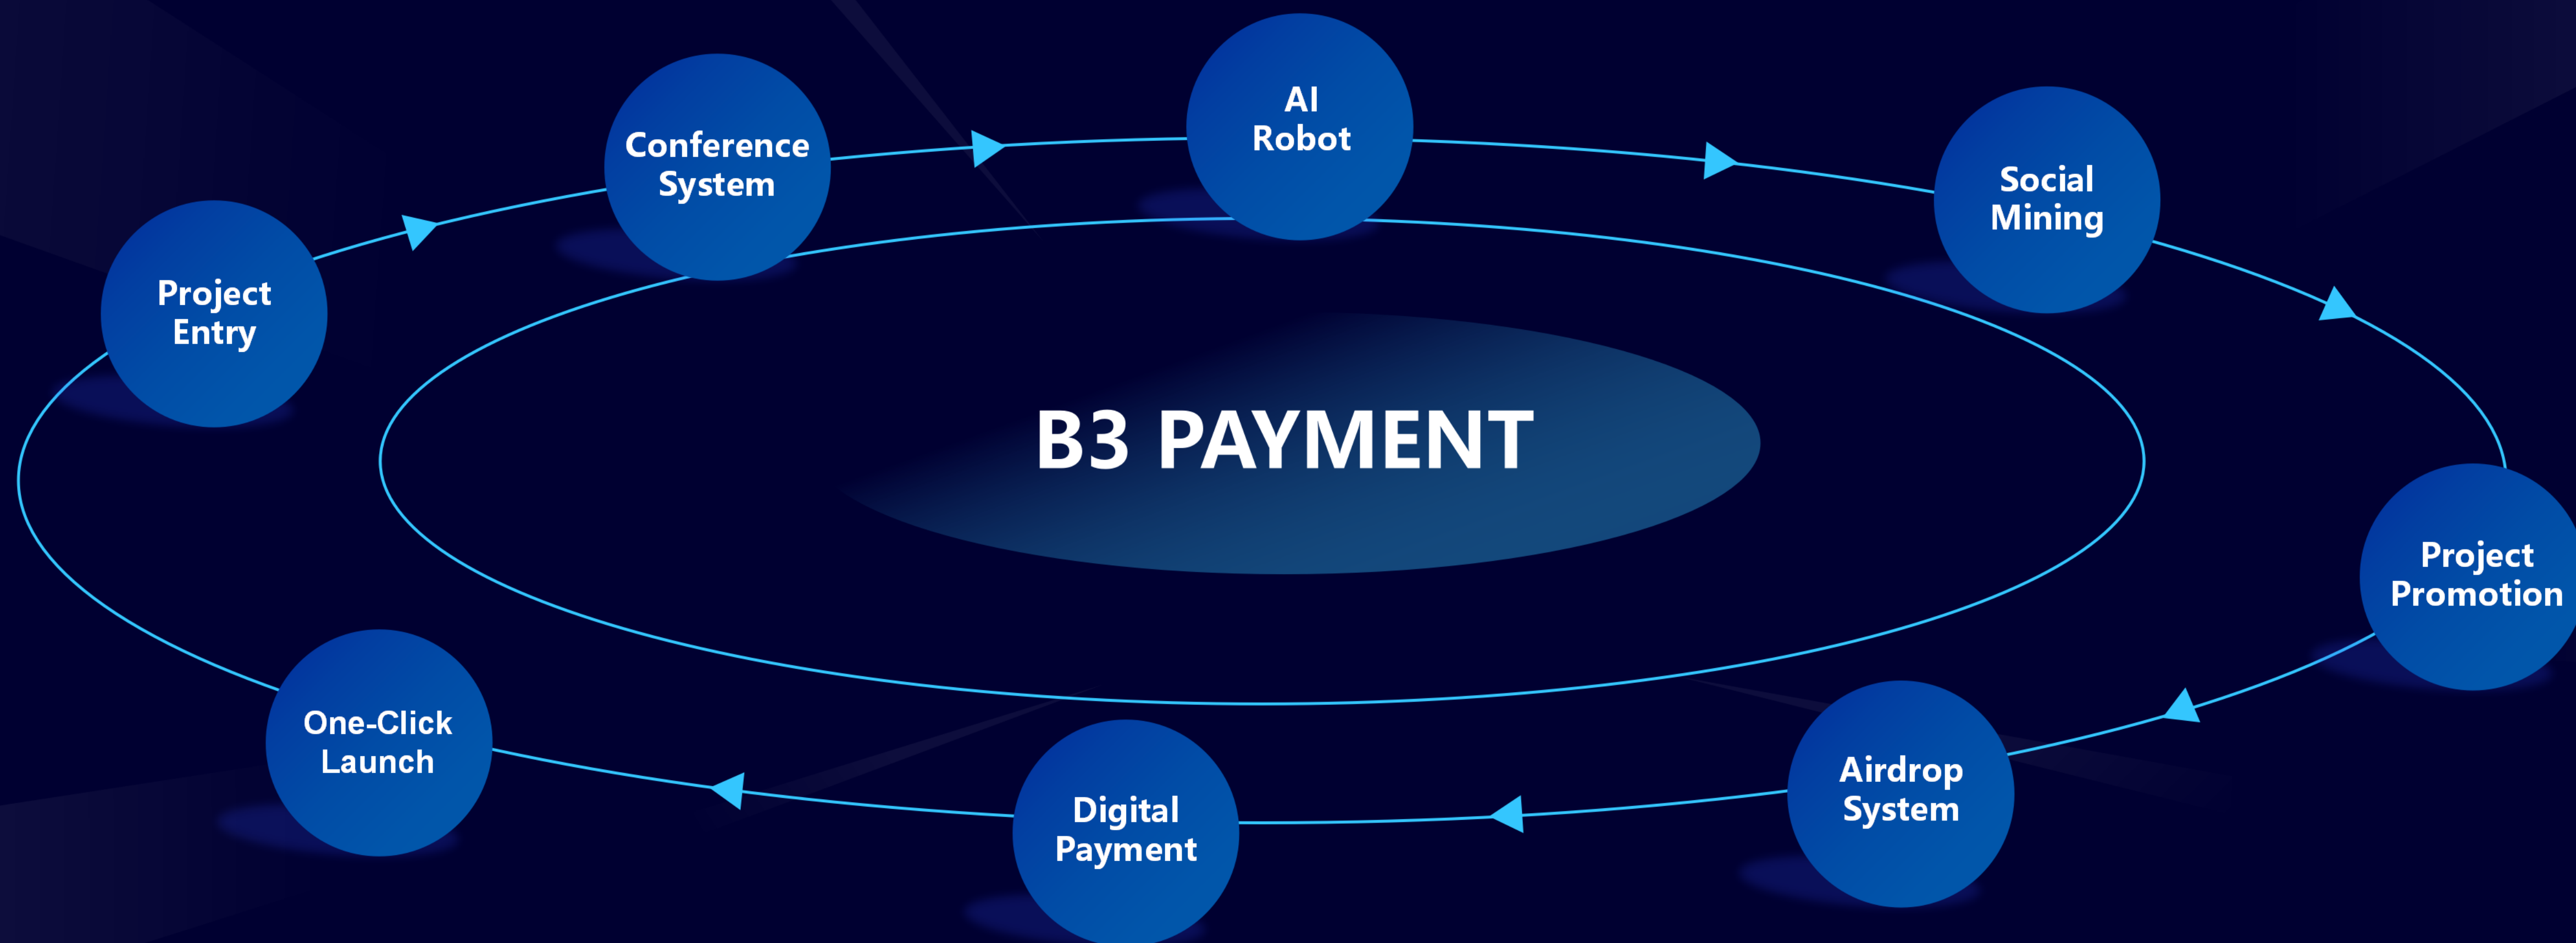 AI
Robot
Conference
System
Social
Mining
Project
Entry
B3 PAYMENT
Project
Promotion
One-Click
Launch
Airdrop
System
Digital
Payment